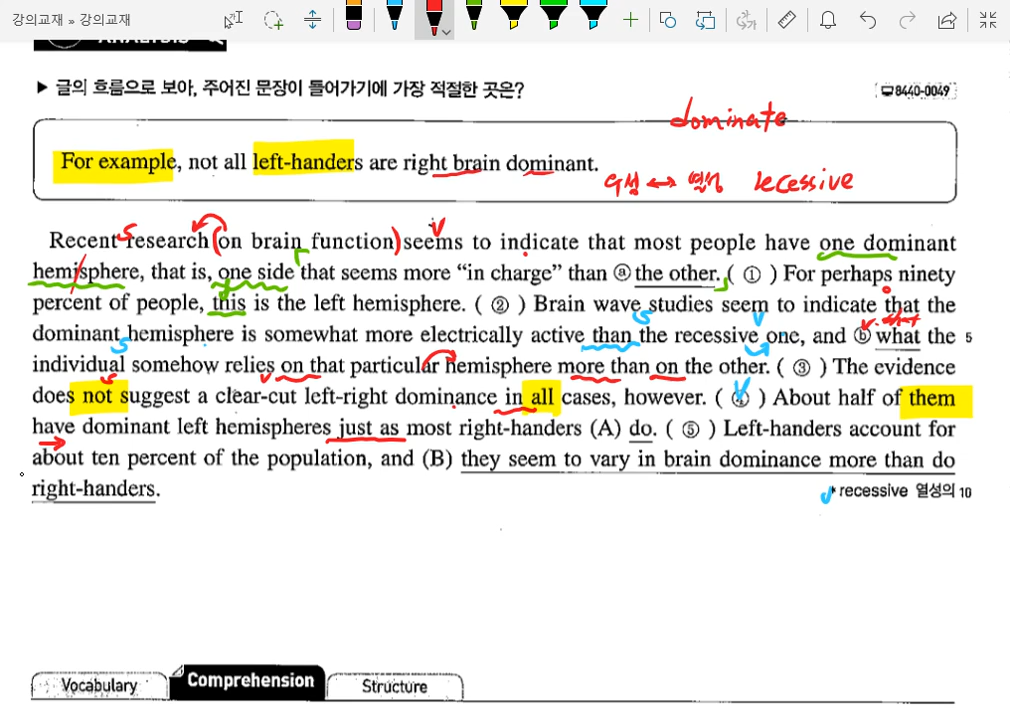 강의교재 » 강의교재
ANALYSIS
▶ 글의 흐름으로 보아, 주어진 문장이 들어가기에 가장 적절한 곳은?
8440-0049
dominate
For example, not all left-handers are right brain dominant.
우성 ↔ 열성 recessive
Recent research (on brain function) seems to indicate that most people have one dominant
S V
hemisphere, that is, one side that seems more “in charge” than ⓐ the other. ( ① ) For perhaps ninety
percent of people, this is the left hemisphere. ( ② ) Brain wave studies seem to indicate that the
S V
dominant hemisphere is somewhat more electrically active than the recessive one, and ⓑ what the 5
S
individual somehow relies on that particular hemisphere more than on the other. ( ③ ) The evidence
does not suggest a clear-cut left-right dominance in all cases, however. ( ④ ) About half of them
have dominant left hemispheres just as most right-handers (A) do. ( ⑤ ) Left-handers account for
about ten percent of the population, and (B) they seem to vary in brain dominance more than do
right-handers.
* recessive 열성의 10
Vocabulary
Comprehension
Structure